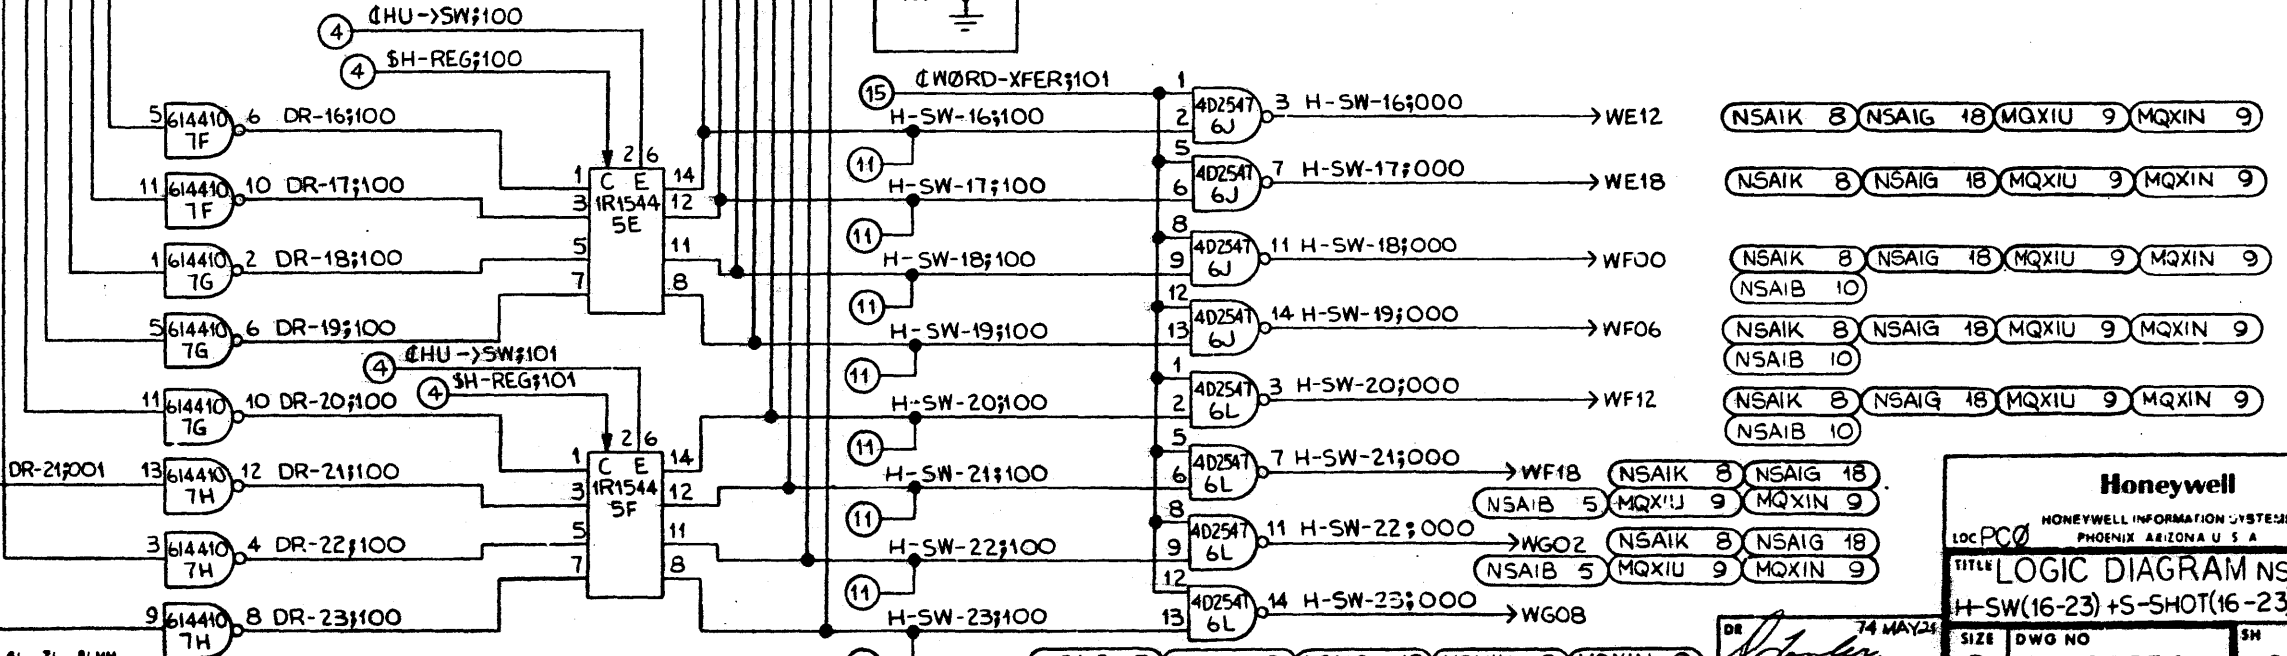 4 ₵HU->SW;100
4 $H-REG;100
5 614410 7F 6 DR-16;100
11 614410 7F 10 DR-17;100
1 614410 7G 2 DR-18;100
5 614410 7G 6 DR-19;100
1 3 5 7 2 6 C E 1R1544 5E 14 12 11 8
4 ₵HU->SW;101
4 $H-REG;101
11 614410 7G 10 DR-20;100
DR-21;001 13 614410 7H 12 DR-21;100
3 614410 7H 4 DR-22;100
9 614410 7H 8 DR-23;100
1 3 5 7 2 6 C E 1R1544 5F 14 12 11 8
15 ₵WØRD-XFER;101
H-SW-16;100 11
H-SW-17;100 11
H-SW-18;100 11
H-SW-19;100 11
H-SW-20;100 11
H-SW-21;100 11
H-SW-22;100 11
H-SW-23;100
1 2 4D2547 6J 3 H-SW-16;000 WE12 NSAIK 8 NSAIG 18 MQXIU 9 MQXIN 9
5 6 4D2547 6J 7 H-SW-17;000 WE18 NSAIK 8 NSAIG 18 MQXIU 9 MQXIN 9
8 9 4D2547 6J 11 H-SW-18;000 WF00 NSAIK 8 NSAIG 18 MQXIU 9 MQXIN 9
NSAIB 10
12 13 4D2547 6J 14 H-SW-19;000 WF06 NSAIK 8 NSAIG 18 MQXIU 9 MQXIN 9
NSAIB 10
1 2 4D2547 6L 3 H-SW-20;000 WF12 NSAIK 8 NSAIG 18 MQXIU 9 MQXIN 9
NSAIB 10
5 6 4D2547 6L 7 H-SW-21;000 WF18 NSAIK 8 NSAIG 18
NSAIB 5 MQXIU 9 MQXIN 9
8 9 4D2547 6L 11 H-SW-22;000 WG02 NSAIK 8 NSAIG 18
NSAIB 5 MQXIU 9 MQXIN 9
12 13 4D2547 6L 14 H-SW-23;000 WG08
Honeywell
HONEYWELL INFORMATION SYSTEMS
LOC PCØ PHOENIX ARIZONA U S A
TITLE LOGIC DIAGRAM NS
H-SW(16-23)+S-SHOT(16-23
DR 74 MAY 2
SIZE DWG NO SH